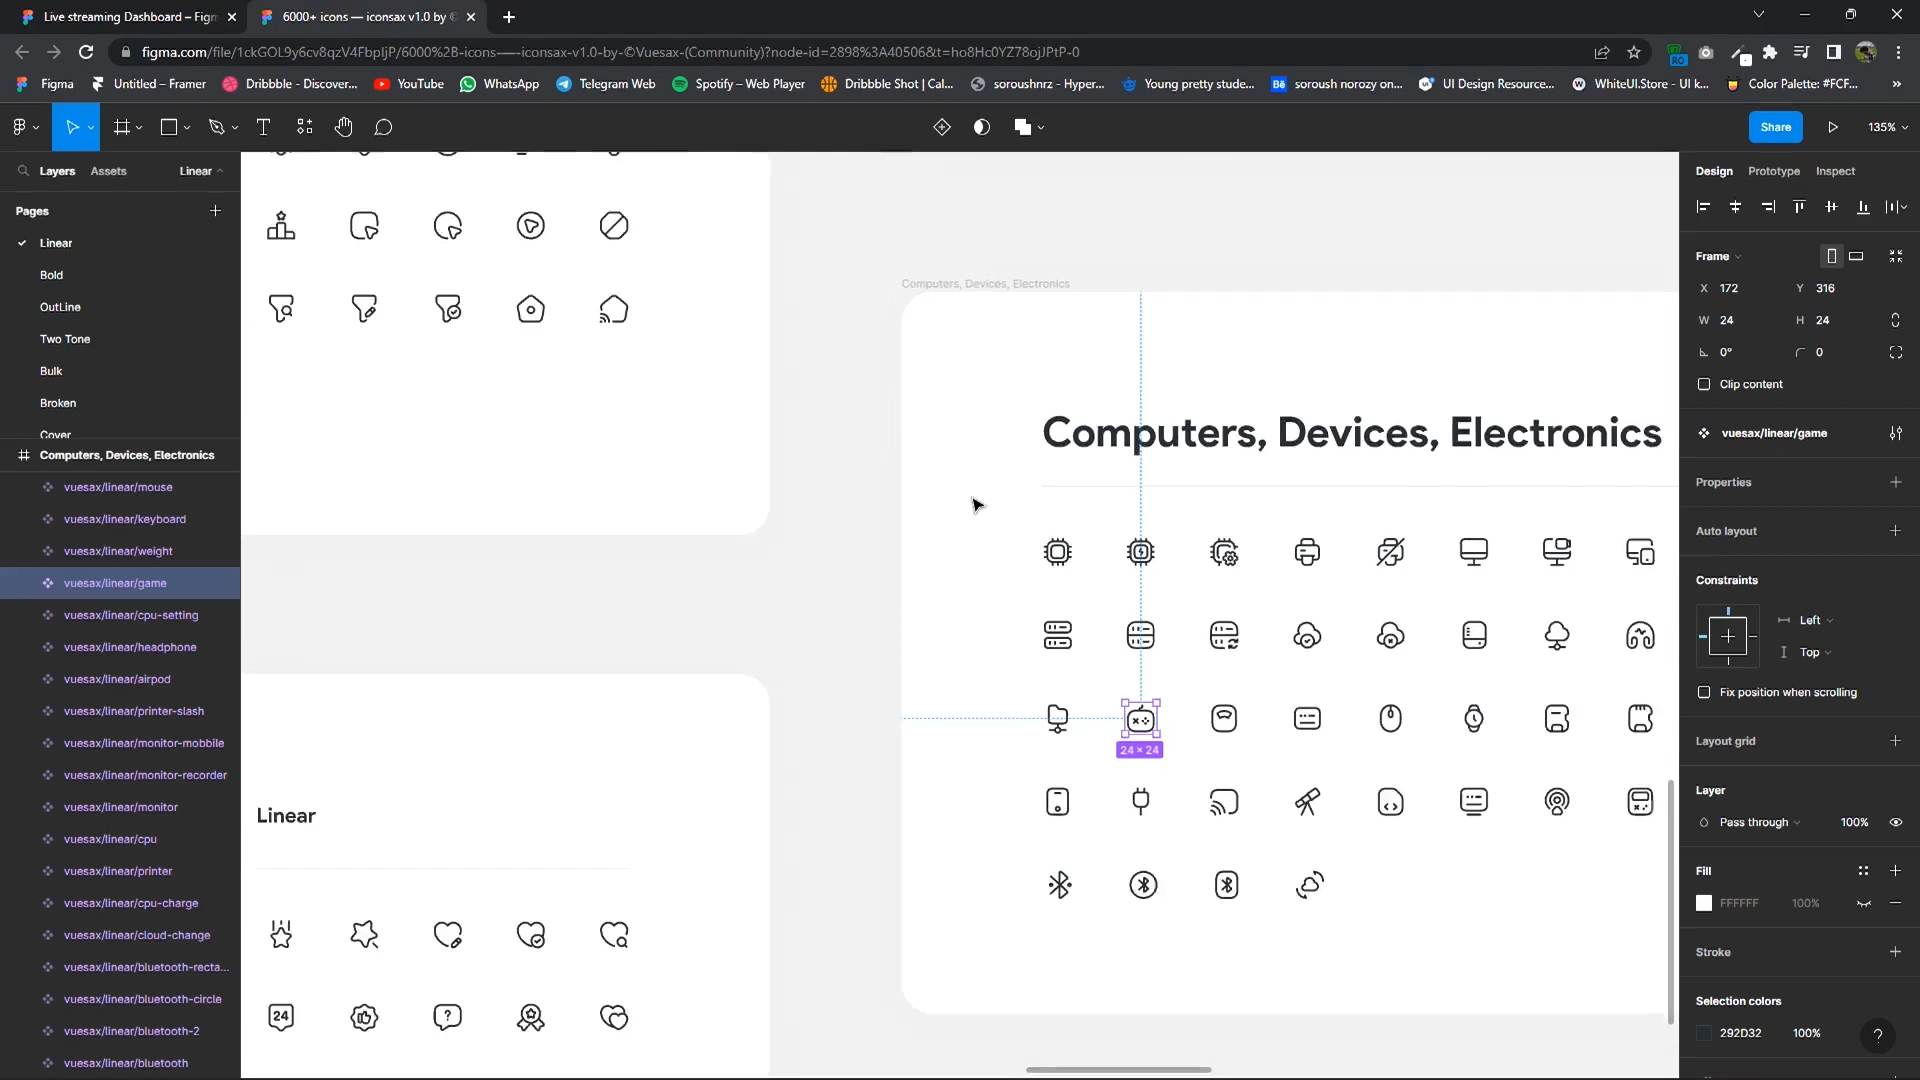 Live streaming Dashboard – Figm
6000+ icons — iconsax v1.0 by ©
figma.com/file/1ckGOL9y6cv8qzV4FbpIjP/6000%2B-icons-—-iconsax-v1.0-by-©Vuesax-(Community)?node-id=2898%3A40506&t=ho8Hc0YZ78ojJPtP-0
RO
Figma
Untitled – Framer
Dribbble - Discover...
YouTube
WhatsApp
Telegram Web
Spotify – Web Player
Dribbble Shot | Cal...
soroushnrz - Hyper...
Young pretty stude...
Bē
soroush norozy on...
UI Design Resource...
WhiteUI.Store - UI k...
Color Palette: #FCF...
»
Share
135%
Layers
Assets
Linear
Pages
Linear
Bold
OutLine
Two Tone
Bulk
Broken
Cover
Computers, Devices, Electronics
vuesax/linear/mouse
vuesax/linear/keyboard
vuesax/linear/weight
vuesax/linear/game
vuesax/linear/cpu-setting
vuesax/linear/headphone
vuesax/linear/airpod
vuesax/linear/printer-slash
vuesax/linear/monitor-mobbile
vuesax/linear/monitor-recorder
vuesax/linear/monitor
vuesax/linear/cpu
vuesax/linear/printer
vuesax/linear/cpu-charge
vuesax/linear/cloud-change
vuesax/linear/bluetooth-recta...
vuesax/linear/bluetooth-circle
vuesax/linear/bluetooth-2
vuesax/linear/bluetooth
Linear
24
?
Computers, Devices, Electronics
Computers, Devices, Electronics
24 × 24
Design
Prototype
Inspect
Frame
X 172
Y 316
W 24
H 24
0°
0
Clip content
vuesax/linear/game
Properties
Auto layout
Constraints
Left
Top
Fix position when scrolling
Layout grid
Layer
Pass through
100%
Fill
FFFFFF
100%
Stroke
Selection colors
292D32
100%
?